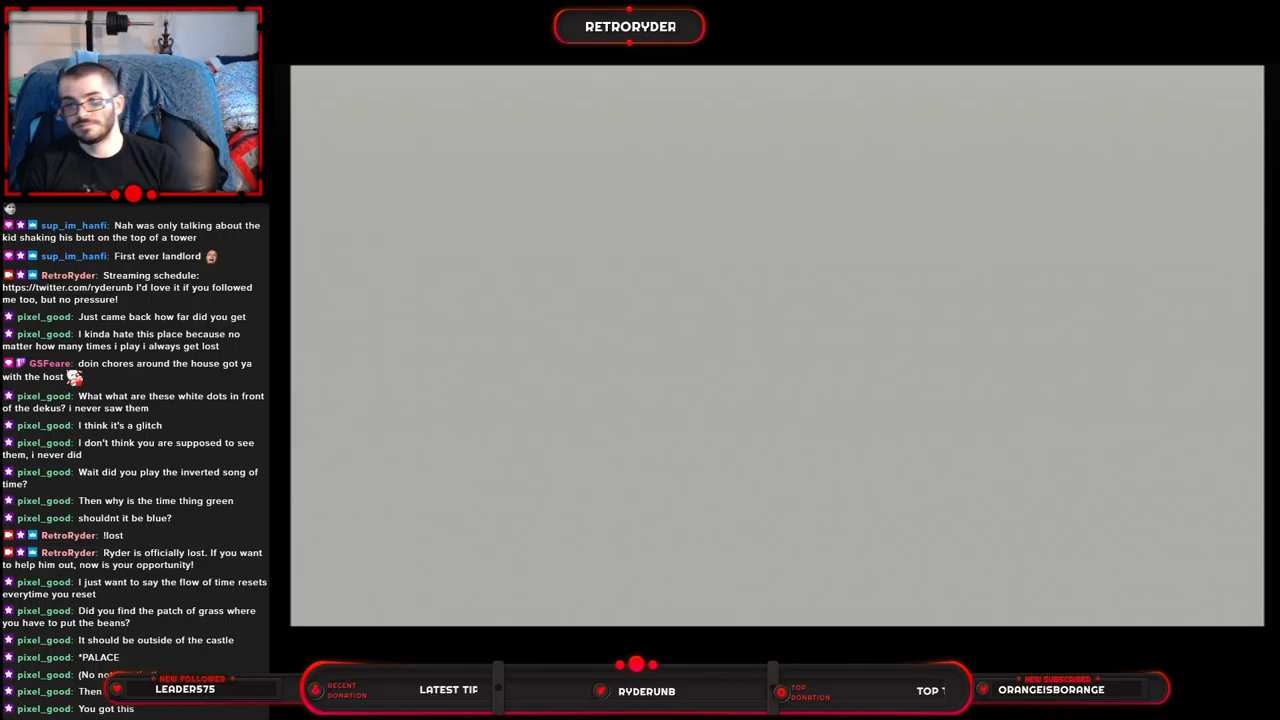 RETRORYDER
sup_im_hanfi: Nah was only talking about the
kid shaking his butt on the top of a tower
sup_im_hanfi: First ever landlord
RetroRyder: Streaming schedule:
https://twitter.com/ryderunb I'd love it if you followed
me too, but no pressure!
pixel_good: Just came back how far did you get
pixel_good: I kinda hate this place because no
matter how many times i play i always get lost
GSFeare: doin chores around the house got ya
with the host
pixel_good: What what are these white dots in front
of the dekus? i never saw them
pixel_good: I think it's a glitch
pixel_good: I don't think you are supposed to see
them, i never did
pixel_good: Wait did you play the inverted song of
time?
pixel_good: Then why is the time thing green
pixel_good: shouldnt it be blue?
RetroRyder: !lost
RetroRyder: Ryder is officially lost. If you want
to help him out, now is your opportunity!
pixel_good: I just want to say the flow of time resets
everytime you reset
pixel_good: Did you find the patch of grass where
you have to put the beans?
pixel_good: It should be outside of the castle
pixel_good: *PALACE
pixel_good: (No no
pixel_good: Then
pixel_good: You got this
NEW FOLLOWER
LEADER575
RECENT
DONATION
LATEST TIP
RYDERUNB
TOP
DONATION
TOP
NEW SUBSCRIBER
ORANGEISBORANGE